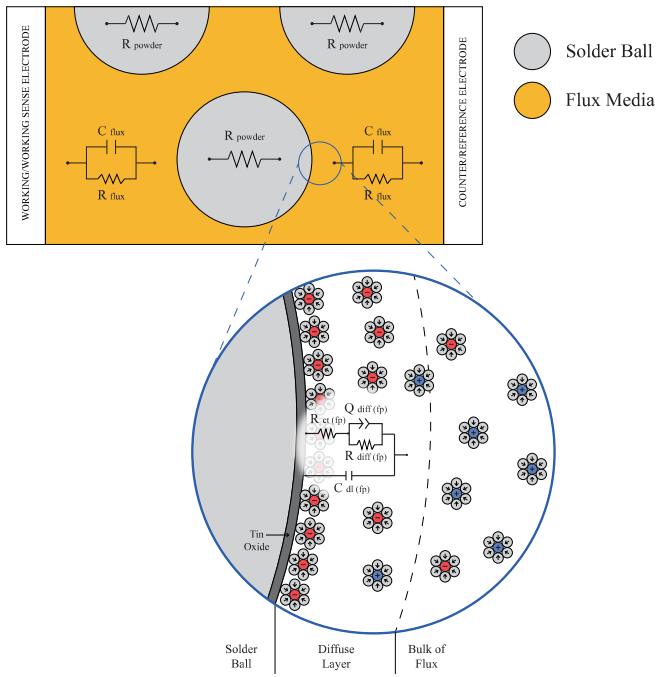 R powder
R powder
Solder Ball
Flux Media
WORKING/WORKING SENSE ELECTRODE
COUNTER/REFERENCE ELECTRODE
C flux
R flux
R powder
C flux
R flux
Q diff (fp)
R ct (fp)
R diff (fp)
C dl (fp)
Tin
Oxide
Solder
Ball
Diffuse
Layer
Bulk of
Flux